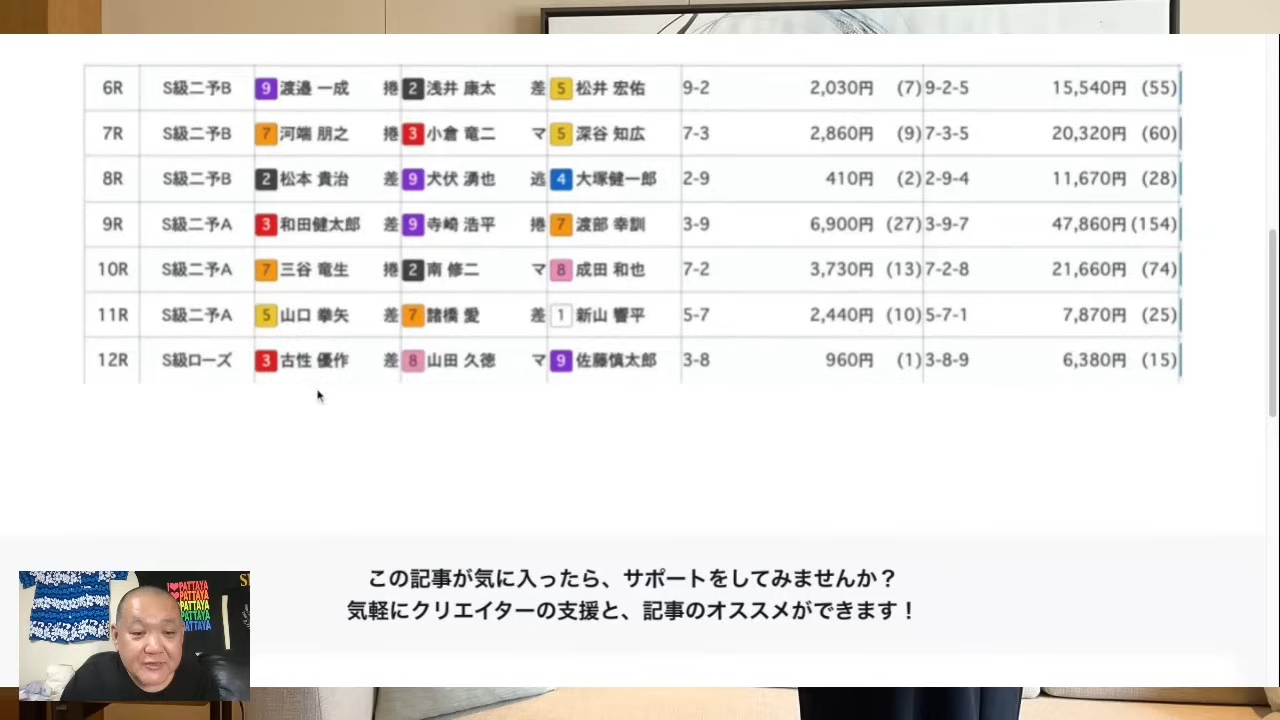 6R S級二予B 9 渡邉 一成 捲 2 浅井 康太 差 5 松井 宏佑 9-2 2,030円 (7) 9-2-5 15,540円 (55)
7R S級二予B 7 河端 朋之 捲 3 小倉 竜二 マ 5 深谷 知広 7-3 2,860円 (9) 7-3-5 20,320円 (60)
8R S級二予B 2 松本 貴治 差 9 犬伏 湧也 逃 4 大塚健一郎 2-9 410円 (2) 2-9-4 11,670円 (28)
9R S級二予A 3 和田健太郎 差 9 寺崎 浩平 捲 7 渡部 幸訓 3-9 6,900円 (27) 3-9-7 47,860円 (154)
10R S級二予A 7 三谷 竜生 捲 2 南 修二 マ 8 成田 和也 7-2 3,730円 (13) 7-2-8 21,660円 (74)
11R S級二予A 5 山口 拳矢 差 7 諸橋 愛 差 1 新山 響平 5-7 2,440円 (10) 5-7-1 7,870円 (25)
12R S級ローズ 3 古性 優作 差 8 山田 久徳 マ 9 佐藤慎太郎 3-8 960円 (1) 3-8-9 6,380円 (15)
この記事が気に入ったら、サポートをしてみませんか？
気軽にクリエイターの支援と、記事のオススメができます！
PATTAYA
PATTAYA
PATTAYA
PATTAYA
PATTAYA